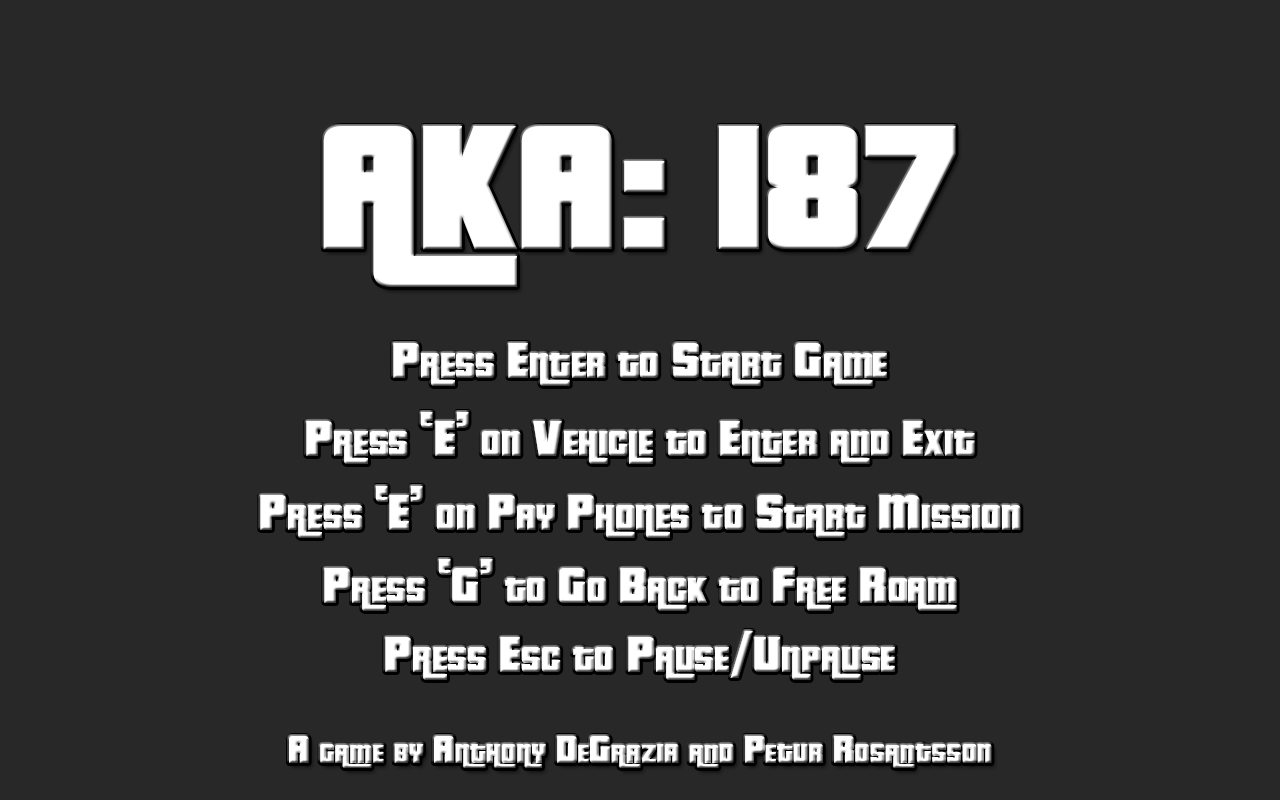 AKA: 187
Press Enter to Start Game
Press 'E' on Vehicle to Enter and Exit
Press 'E' on Pay Phones to Start Mission
Press 'G' to Go Back to Free Roam
Press Esc to Pause/Unpause
A game by Anthony DeGrazia and Petur Rosantsson